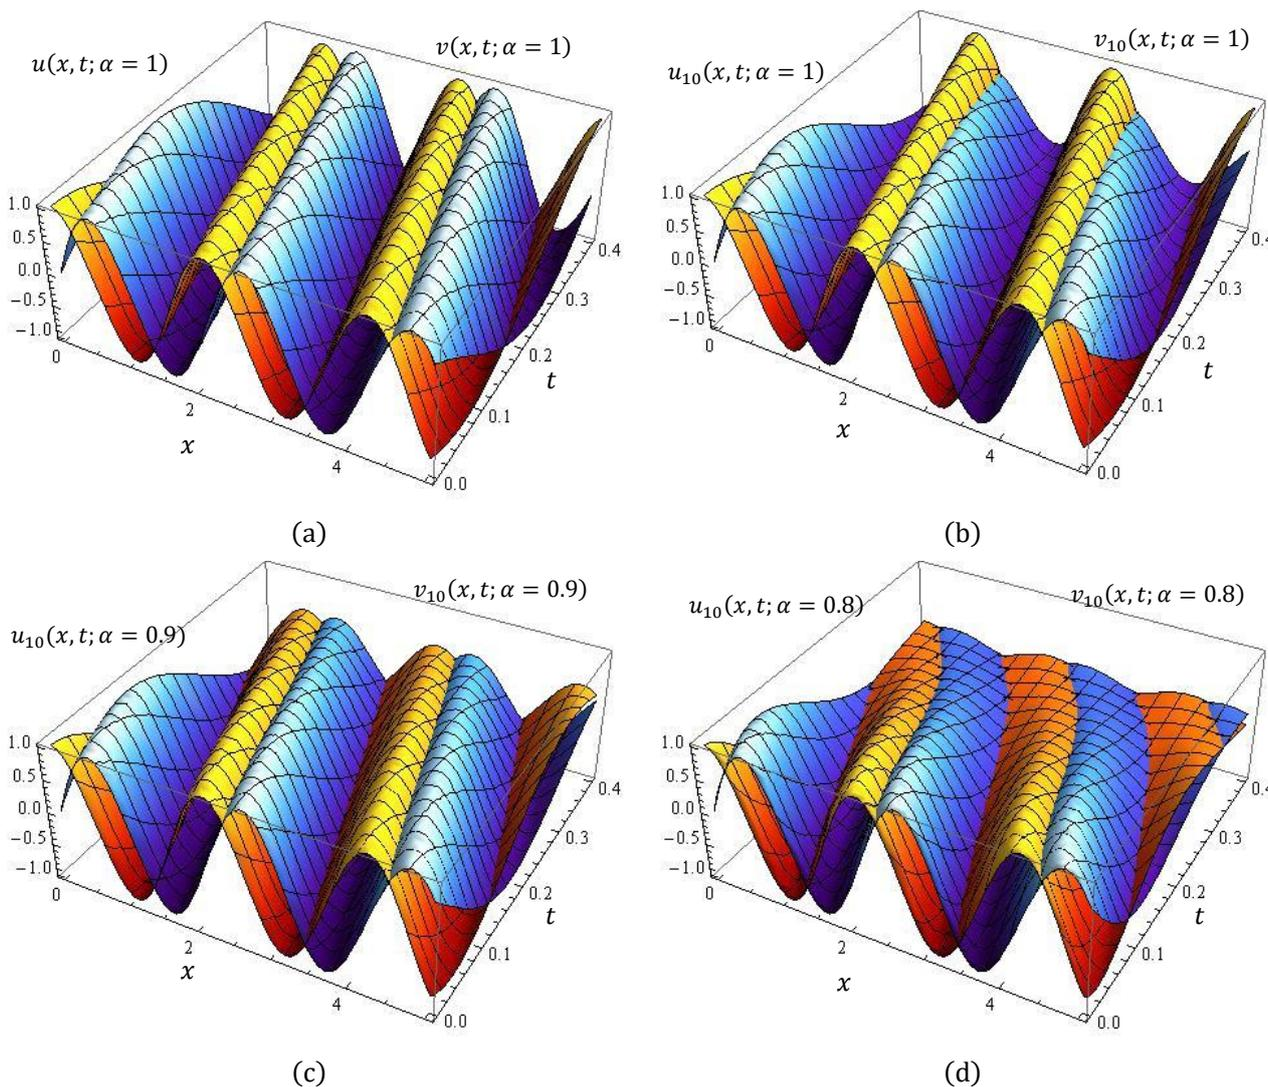 u(x, t; α = 1)
v(x, t; α = 1)
1.0
0.5
0.0
−0.5
−1.0
0
2
4
x
0.0
0.1
0.2
0.3
0.4
t
(a)
u₁₀(x, t; α = 1)
v₁₀(x, t; α = 1)
1.0
0.5
0.0
−0.5
−1.0
0
2
4
x
0.0
0.1
0.2
0.3
0.4
t
(b)
u₁₀(x, t; α = 0.9)
v₁₀(x, t; α = 0.9)
1.0
0.5
0.0
−0.5
−1.0
0
2
4
x
0.0
0.1
0.2
0.3
0.4
t
(c)
u₁₀(x, t; α = 0.8)
v₁₀(x, t; α = 0.8)
1.0
0.5
0.0
−0.5
−1.0
0
2
4
x
0.0
0.1
0.2
0.3
0.4
t
(d)